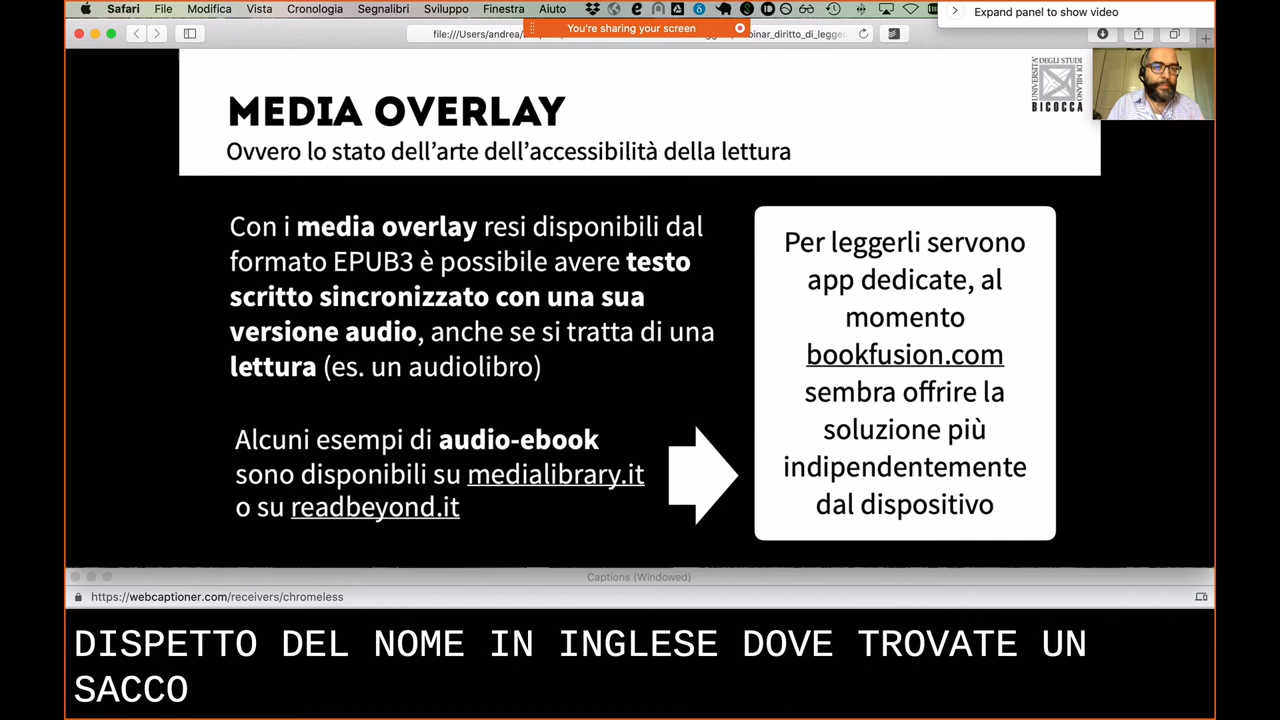 Safari File Modifica Vista Cronologia Segnalibri Sviluppo Finestra Aiuto
Expand panel to show video
You're sharing your screen
file:///Users/andrea/
binar_diritto_di_legge
MEDIA OVERLAY
Ovvero lo stato dell'arte dell'accessibilità della lettura
UNIVERSITÀ DEGLI STUDI DI MILANO
BICOCCA
Con i media overlay resi disponibili dal
formato EPUB3 è possibile avere testo
scritto sincronizzato con una sua
versione audio, anche se si tratta di una
lettura (es. un audiolibro)
Alcuni esempi di audio-ebook
sono disponibili su medialibrary.it
o su readbeyond.it
Per leggerli servono
app dedicate, al
momento
bookfusion.com
sembra offrire la
soluzione più
indipendentemente
dal dispositivo
Captions (Windowed)
https://webcaptioner.com/receivers/chromeless
DISPETTO DEL NOME IN INGLESE DOVE TROVATE UN
SACCO